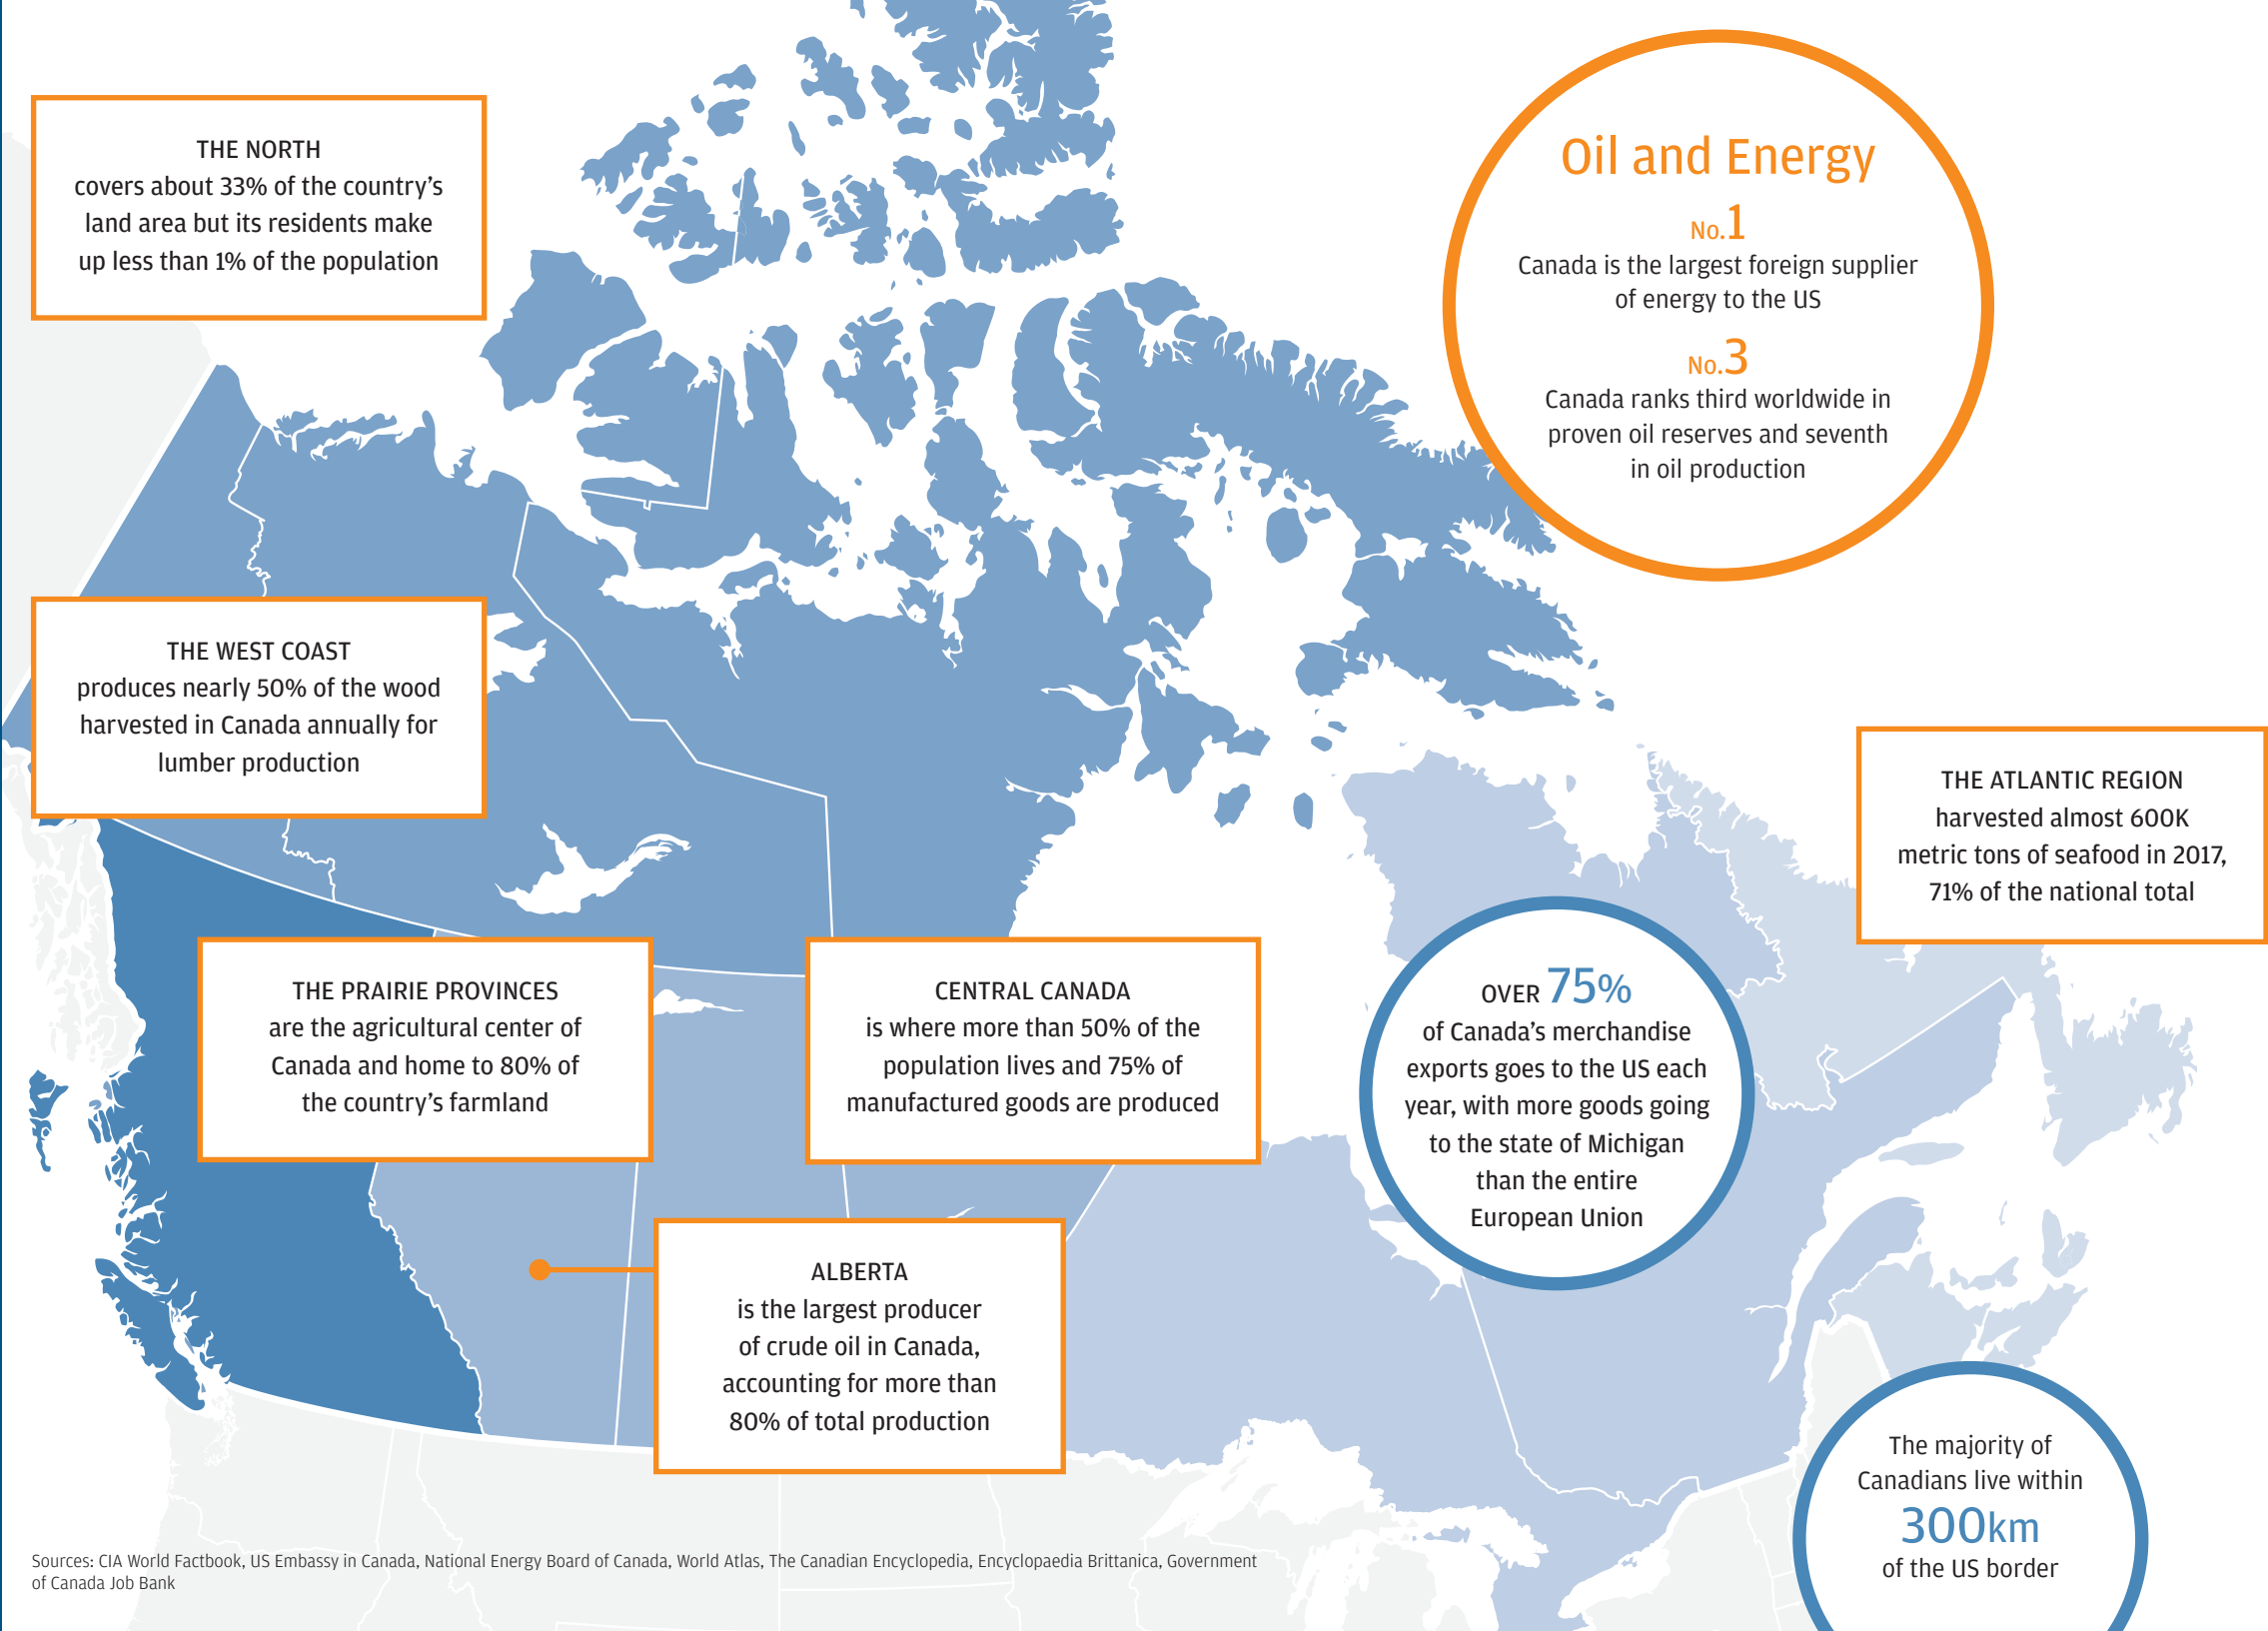 THE NORTH
covers about 33% of the country’s
land area but its residents make
up less than 1% of the population
Oil and Energy
No.1
Canada is the largest foreign supplier
of energy to the US
No.3
Canada ranks third worldwide in
proven oil reserves and seventh
in oil production
THE WEST COAST
produces nearly 50% of the wood
harvested in Canada annually for
lumber production
THE ATLANTIC REGION
harvested almost 600K
metric tons of seafood in 2017,
71% of the national total
THE PRAIRIE PROVINCES
are the agricultural center of
Canada and home to 80% of
the country’s farmland
CENTRAL CANADA
is where more than 50% of the
population lives and 75% of
manufactured goods are produced
OVER 75%
of Canada’s merchandise
exports goes to the US each
year, with more goods going
to the state of Michigan
than the entire
European Union
ALBERTA
is the largest producer
of crude oil in Canada,
accounting for more than
80% of total production
The majority of
Canadians live within
300km
of the US border
Sources: CIA World Factbook, US Embassy in Canada, National Energy Board of Canada, World Atlas, The Canadian Encyclopedia, Encyclopaedia Brittanica, Government
of Canada Job Bank